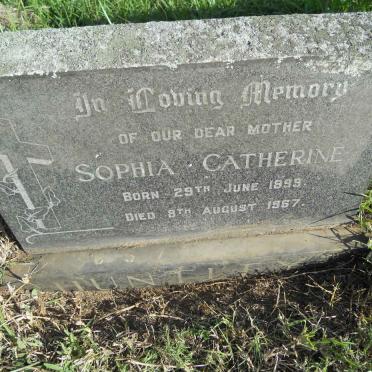 In Loving Memory
OF OUR DEAR MOTHER
SOPHIA CATHERINE
BORN 29TH JUNE 1899.
DIED 8TH AUGUST 1967.